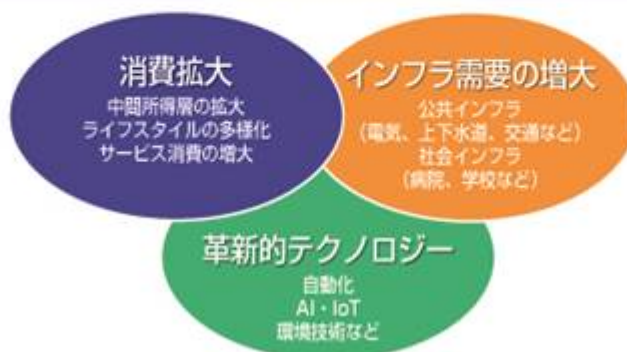 消費拡大
中間所得層の拡大
ライフスタイルの多様化
サービス消費の増大
インフラ需要の増大
公共インフラ
（電気、上下水道、交通など）
社会インフラ
（病院、学校など）
革新的テクノロジー
自動化
AI・IoT
環境技術など